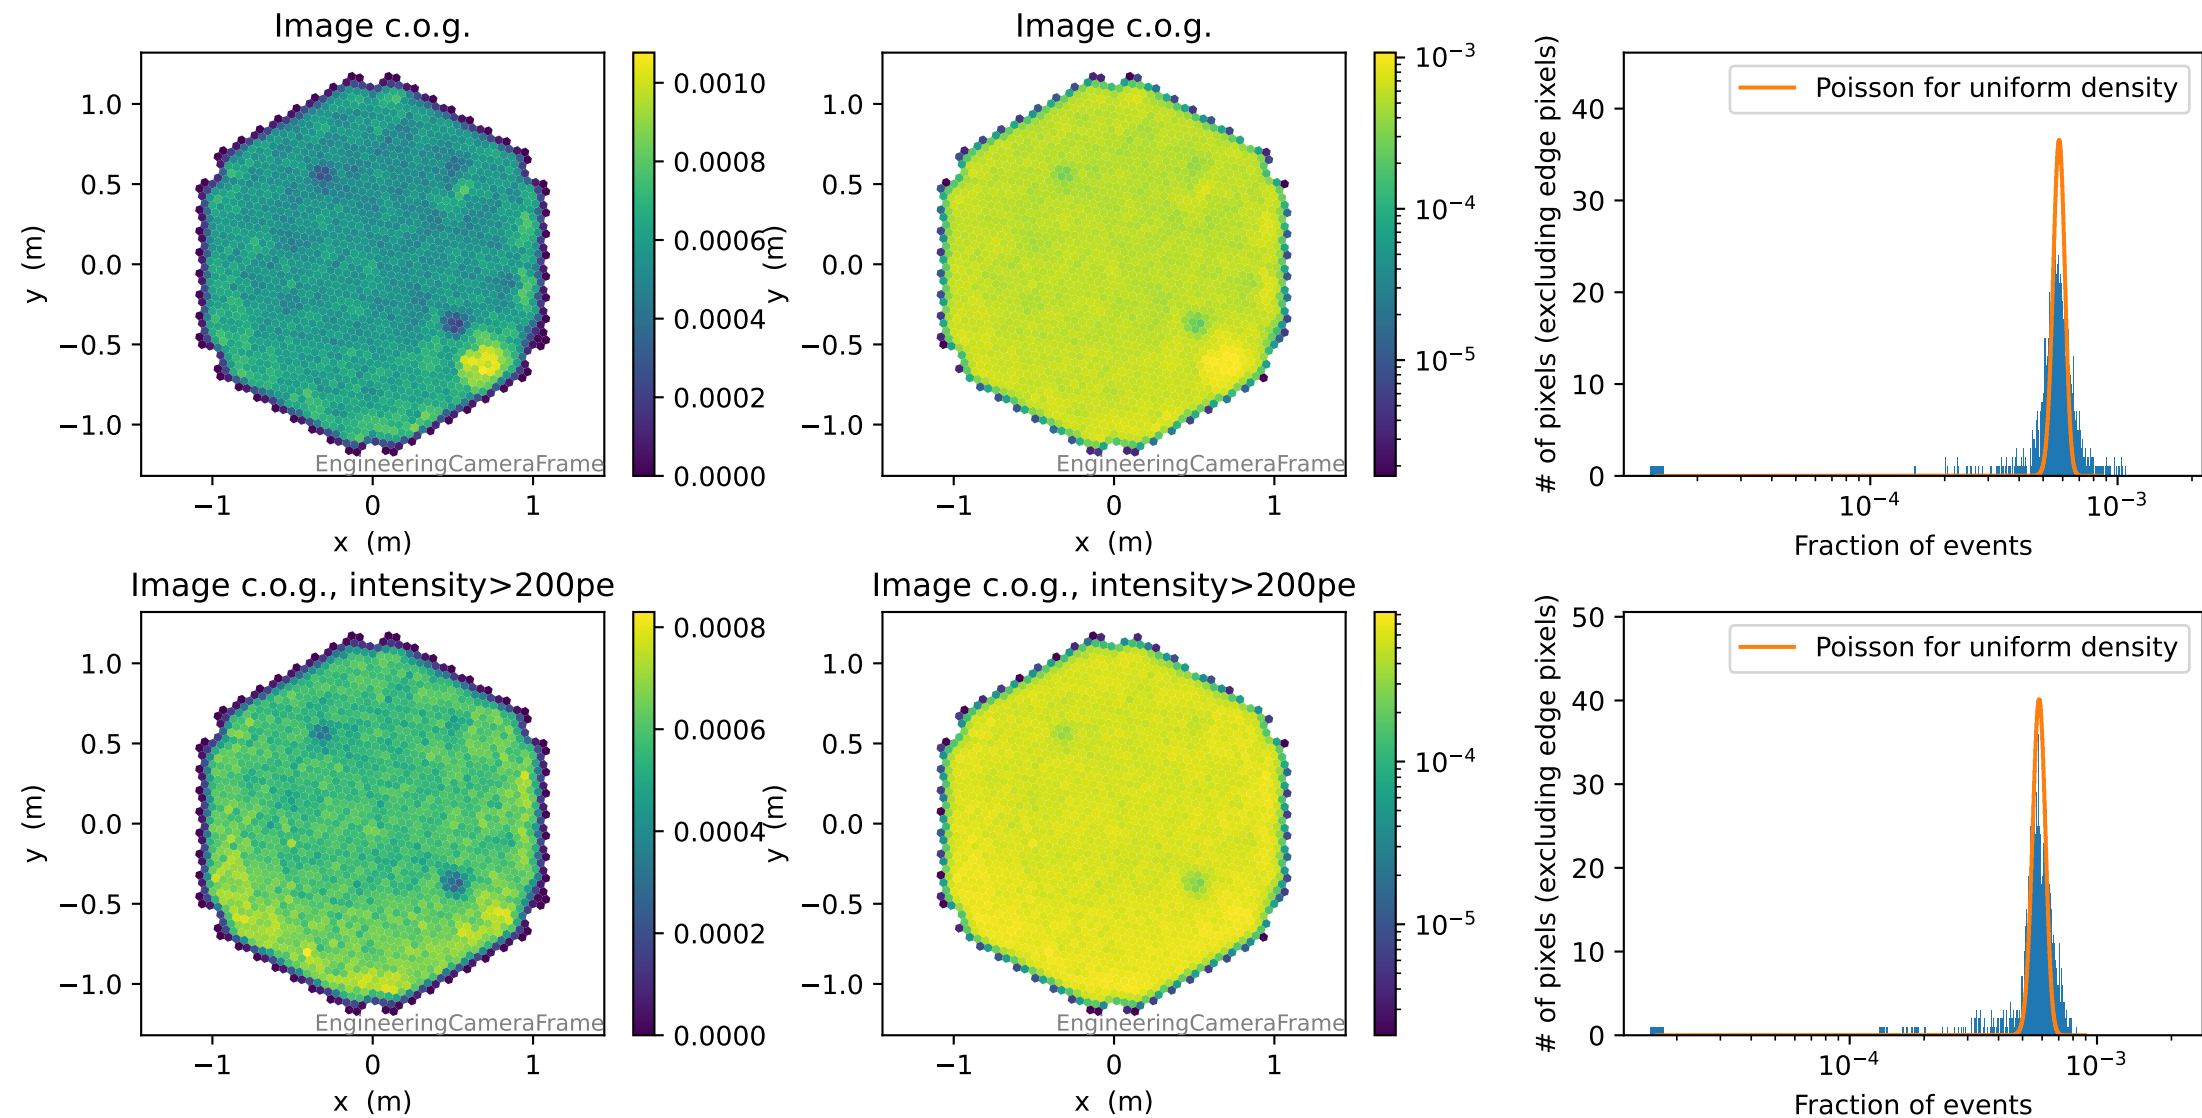 Image c.o.g.
1.0
0.5
0.0
−0.5
−1.0
y (m)
−1
0
1
x (m)
EngineeringCameraFrame
0.0010
0.0008
0.0006
0.0004
0.0002
0.0000
Image c.o.g.
1.0
0.5
0.0
−0.5
−1.0
y (m)
−1
0
1
x (m)
EngineeringCameraFrame
10⁻³
10⁻⁴
10⁻⁵
# of pixels (excluding edge pixels)
40
30
20
10
0
Poisson for uniform density
10⁻⁴
10⁻³
Fraction of events
Image c.o.g., intensity>200pe
1.0
0.5
0.0
−0.5
−1.0
y (m)
−1
0
1
x (m)
EngineeringCameraFrame
0.0008
0.0006
0.0004
0.0002
0.0000
Image c.o.g., intensity>200pe
1.0
0.5
0.0
−0.5
−1.0
y (m)
−1
0
1
x (m)
EngineeringCameraFrame
10⁻⁴
10⁻⁵
# of pixels (excluding edge pixels)
50
40
30
20
10
0
Poisson for uniform density
10⁻⁴
10⁻³
Fraction of events